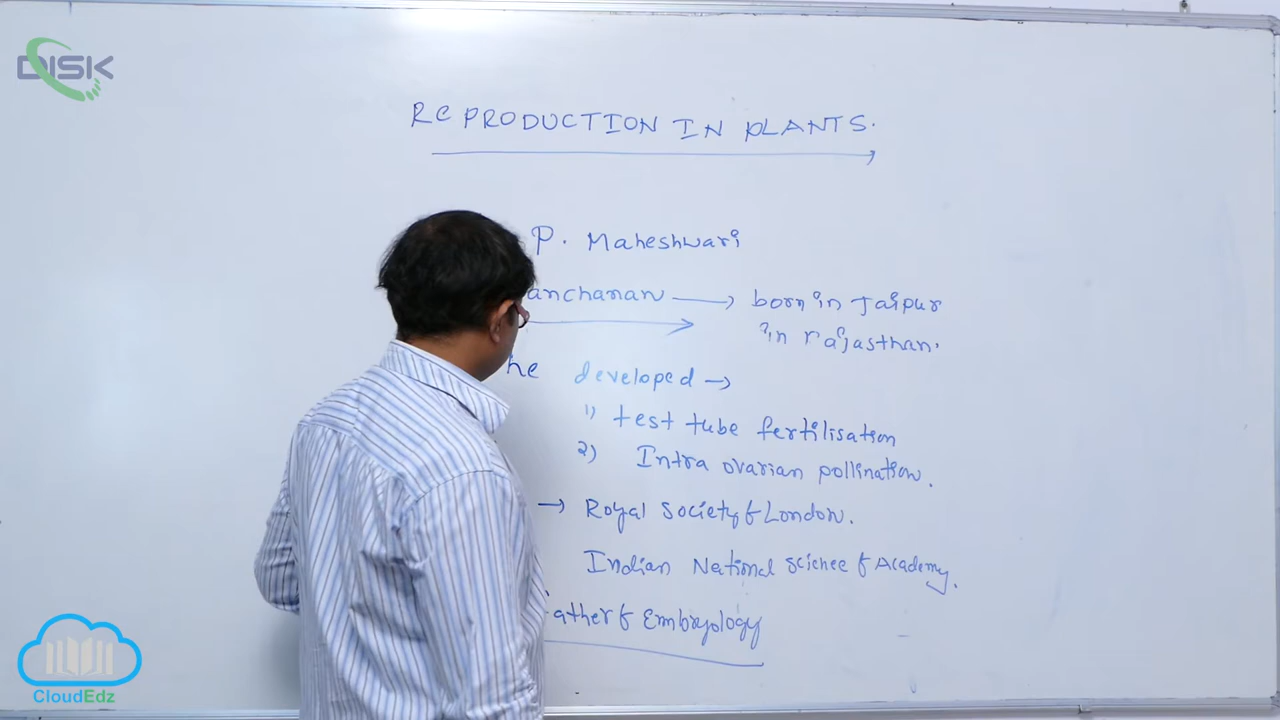 DISK
REPRODUCTION IN PLANTS.
P. Maheshwari
anchanan → born in Jaipur
in rajasthan.
he developed →
1) test tube fertilisation
2) Intra ovarian pollination.
→ Royal Society of London.
Indian National Science of Academy.
ather of Embryology
CloudEdz